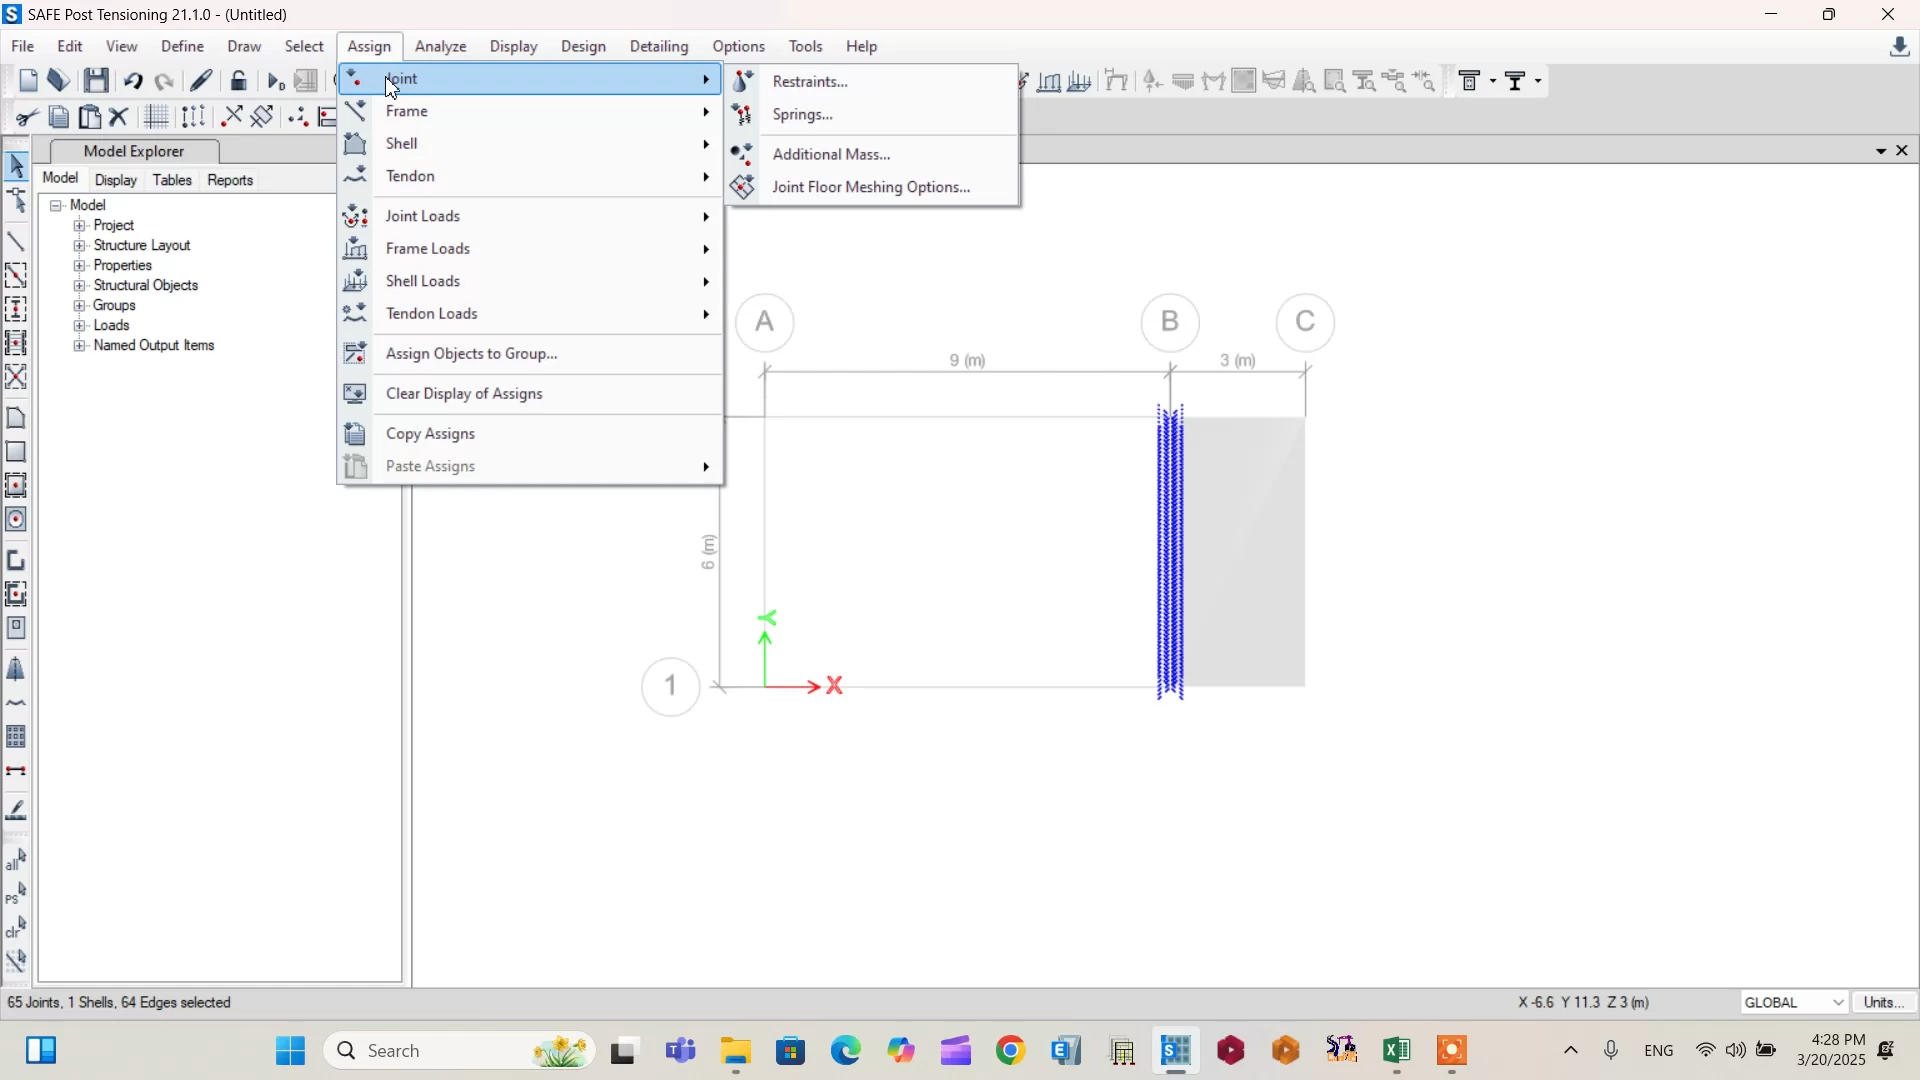 SAFE Post Tensioning 21.1.0 - (Untitled)
File Edit View Define Draw Select Assign Analyze Display Design Detailing Options Tools Help
Joint
Restraints...
Frame
Springs...
Shell
Additional Mass...
Tendon
Joint Floor Meshing Options...
Joint Loads
Frame Loads
Shell Loads
Tendon Loads
Assign Objects to Group...
Clear Display of Assigns
Copy Assigns
Paste Assigns
Model Explorer
Model Display Tables Reports
Model
Project
Structure Layout
Properties
Structural Objects
Groups
Loads
Named Output Items
all
ps
clr
A B C
9 (m) 3 (m)
6 (m)
Y
1 X
65 Joints, 1 Shells, 64 Edges selected
X -6.6 Y 11.3 Z 3 (m)
GLOBAL
Units...
Search
ENG
4:28 PM
3/20/2025